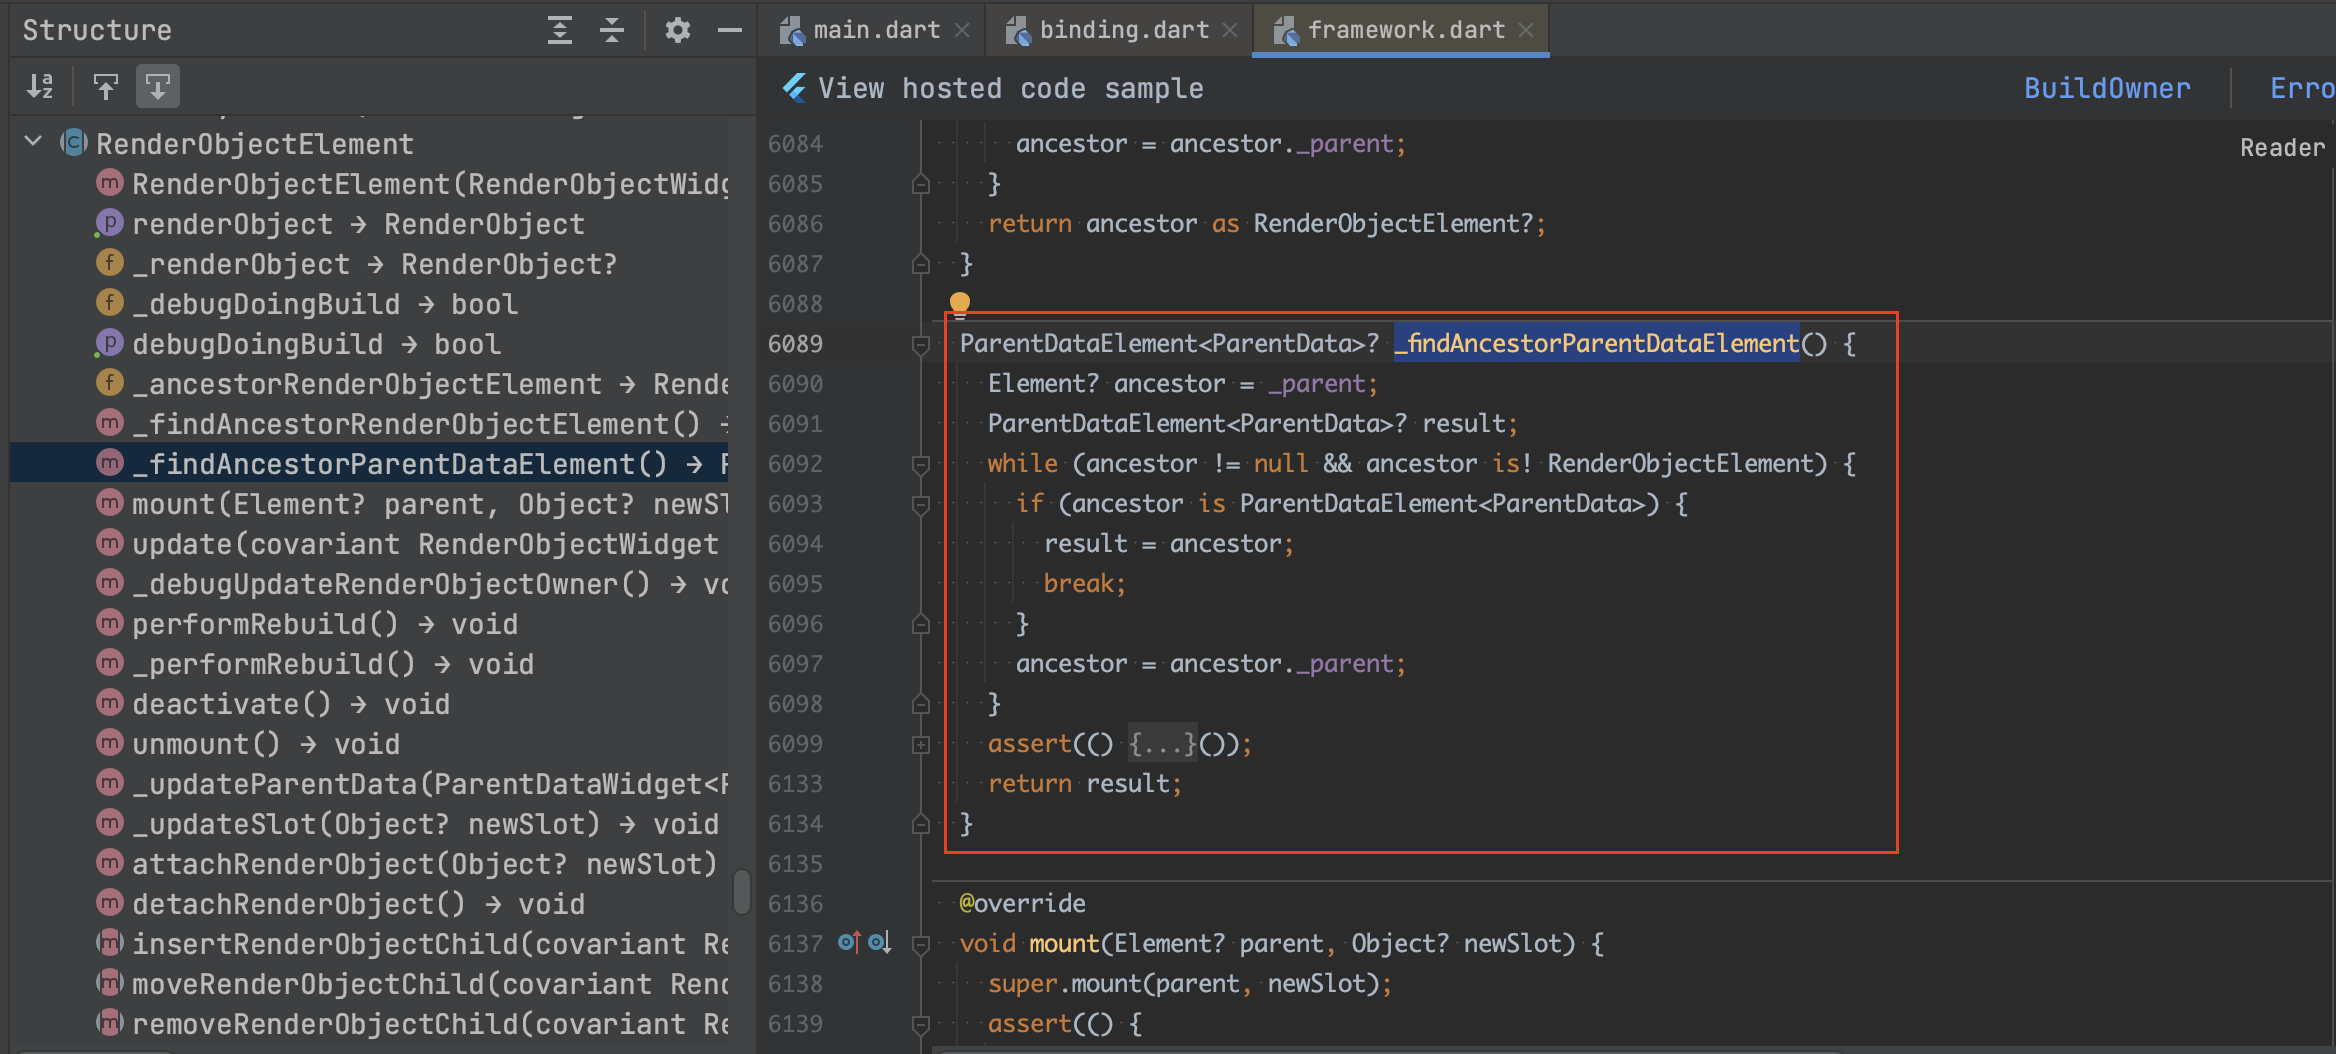 Structure
RenderObjectElement
RenderObjectElement(RenderObjectWidg
renderObject → RenderObject
_renderObject → RenderObject?
_debugDoingBuild → bool
debugDoingBuild → bool
_ancestorRenderObjectElement → Rende
_findAncestorRenderObjectElement() →
_findAncestorParentDataElement() → P
mount(Element? parent, Object? newSl
update(covariant RenderObjectWidget
_debugUpdateRenderObjectOwner() → vo
performRebuild() → void
_performRebuild() → void
deactivate() → void
unmount() → void
_updateParentData(ParentDataWidget<P
_updateSlot(Object? newSlot) → void
attachRenderObject(Object? newSlot)
detachRenderObject() → void
insertRenderObjectChild(covariant Re
moveRenderObjectChild(covariant Rend
removeRenderObjectChild(covariant Re
main.dart
binding.dart
framework.dart
View hosted code sample
BuildOwner
Erro
Reader
6084 ancestor = ancestor._parent;
6085 }
6086 return ancestor as RenderObjectElement?;
6087 }
6088
6089 ParentDataElement<ParentData>? _findAncestorParentDataElement() {
6090 Element? ancestor = _parent;
6091 ParentDataElement<ParentData>? result;
6092 while (ancestor != null && ancestor is! RenderObjectElement) {
6093 if (ancestor is ParentDataElement<ParentData>) {
6094 result = ancestor;
6095 break;
6096 }
6097 ancestor = ancestor._parent;
6098 }
6099 assert(() {...}());
6133 return result;
6134 }
6135
6136 @override
6137 void mount(Element? parent, Object? newSlot) {
6138 super.mount(parent, newSlot);
6139 assert(() {